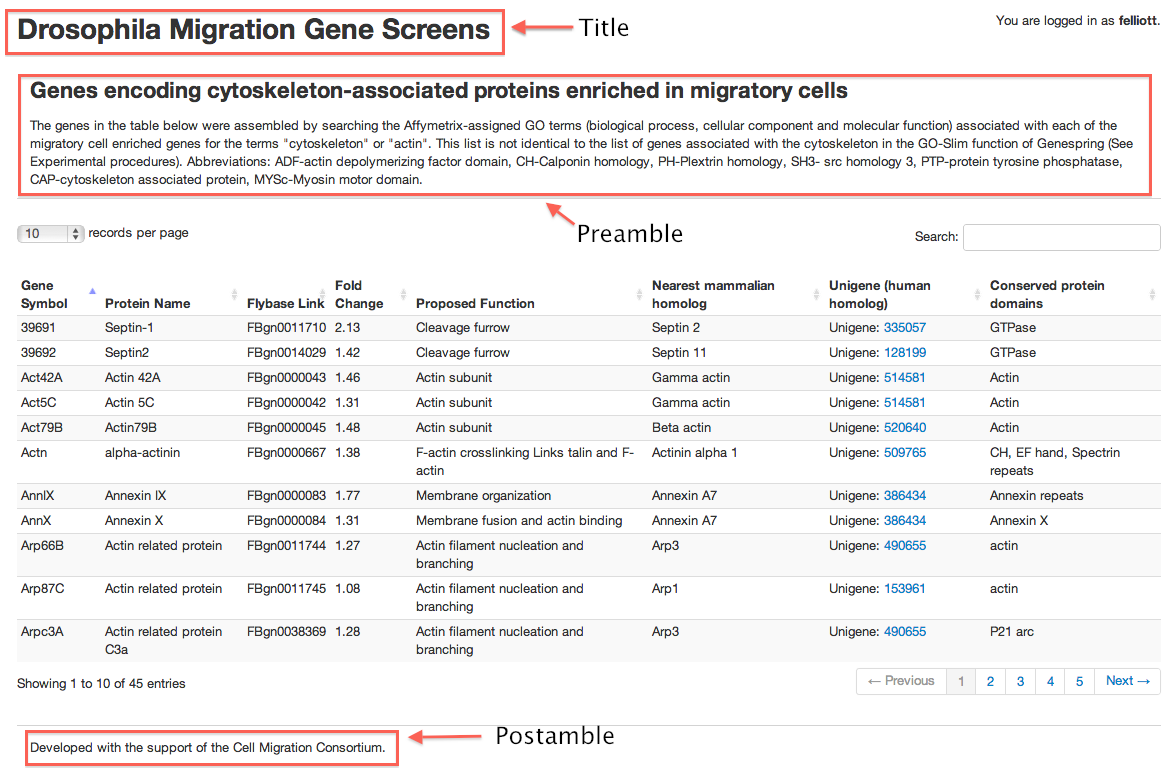 Drosophila Migration Gene Screens
Title
You are logged in as felliott.
Genes encoding cytoskeleton-associated proteins enriched in migratory cells
The genes in the table below were assembled by searching the Affymetrix-assigned GO terms (biological process, cellular component and molecular function) associated with each of the
migratory cell enriched genes for the terms "cytoskeleton" or "actin". This list is not identical to the list of genes associated with the cytoskeleton in the GO-Slim function of Genespring (See
Experimental procedures). Abbreviations: ADF-actin depolymerizing factor domain, CH-Calponin homology, PH-Plextrin homology, SH3- src homology 3, PTP-protein tyrosine phosphatase,
CAP-cytoskeleton associated protein, MYSc-Myosin motor domain.
Preamble
10 records per page
Search:
Gene Symbol Protein Name Flybase Link Fold Change Proposed Function Nearest mammalian homolog Unigene (human homolog) Conserved protein domains
39691 Septin-1 FBgn0011710 2.13 Cleavage furrow Septin 2 Unigene: 335057 GTPase
39692 Septin2 FBgn0014029 1.42 Cleavage furrow Septin 11 Unigene: 128199 GTPase
Act42A Actin 42A FBgn0000043 1.46 Actin subunit Gamma actin Unigene: 514581 Actin
Act5C Actin 5C FBgn0000042 1.31 Actin subunit Gamma actin Unigene: 514581 Actin
Act79B Actin79B FBgn0000045 1.48 Actin subunit Beta actin Unigene: 520640 Actin
Actn alpha-actinin FBgn0000667 1.38 F-actin crosslinking Links talin and F-actin Actinin alpha 1 Unigene: 509765 CH, EF hand, Spectrin repeats
AnnIX Annexin IX FBgn0000083 1.77 Membrane organization Annexin A7 Unigene: 386434 Annexin repeats
AnnX Annexin X FBgn0000084 1.31 Membrane fusion and actin binding Annexin A7 Unigene: 386434 Annexin X
Arp66B Actin related protein FBgn0011744 1.27 Actin filament nucleation and branching Arp3 Unigene: 490655 actin
Arp87C Actin related protein FBgn0011745 1.08 Actin filament nucleation and branching Arp1 Unigene: 153961 actin
Arpc3A Actin related protein C3a FBgn0038369 1.28 Actin filament nucleation and branching Arp3 Unigene: 490655 P21 arc
Showing 1 to 10 of 45 entries
← Previous 1 2 3 4 5 Next →
Postamble
Developed with the support of the Cell Migration Consortium.